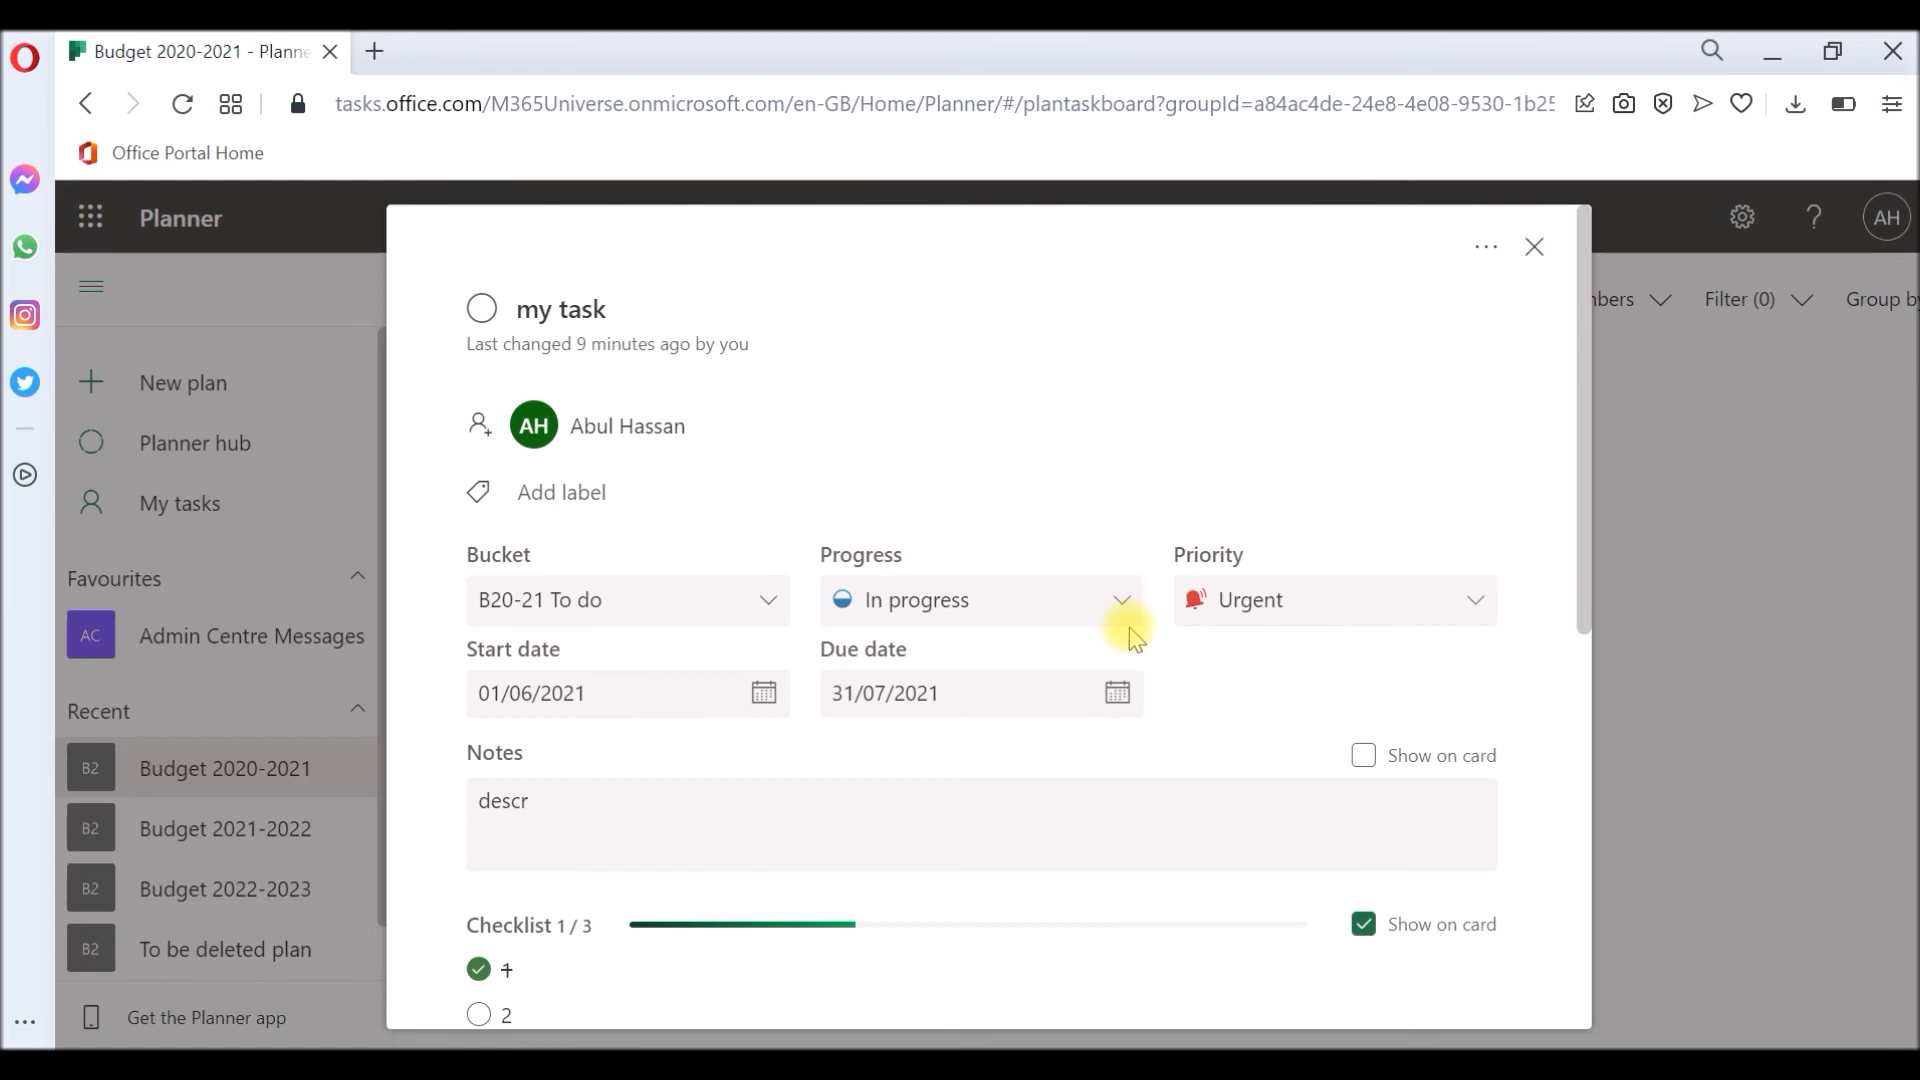 Budget 2020-2021 - Planne
tasks.office.com/M365Universe.onmicrosoft.com/en-GB/Home/Planner/#/plantaskboard?groupId=a84ac4de-24e8-4e08-9530-1b25
Office Portal Home
Planner
? AH
my task
Last changed 9 minutes ago by you
nbers
Filter (0)
Group by
New plan
Planner hub
My tasks
AH Abul Hassan
Add label
Bucket Progress Priority
B20-21 To do In progress Urgent
Start date Due date
01/06/2021 31/07/2021
Favourites
AC Admin Centre Messages
Recent
B2 Budget 2020-2021
B2 Budget 2021-2022
B2 Budget 2022-2023
B2 To be deleted plan
Get the Planner app
Notes Show on card
descr
Checklist 1 / 3 Show on card
1
2